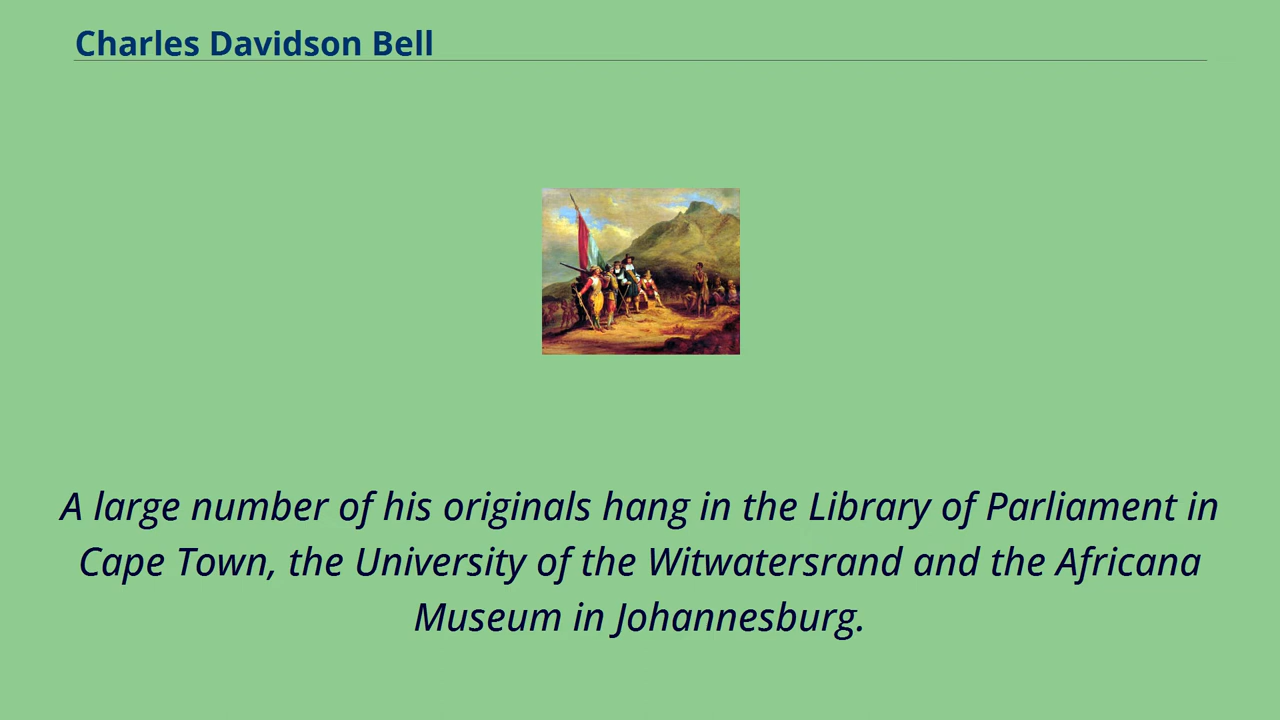 Charles Davidson Bell
A large number of his originals hang in the Library of Parliament in
Cape Town, the University of the Witwatersrand and the Africana
Museum in Johannesburg.